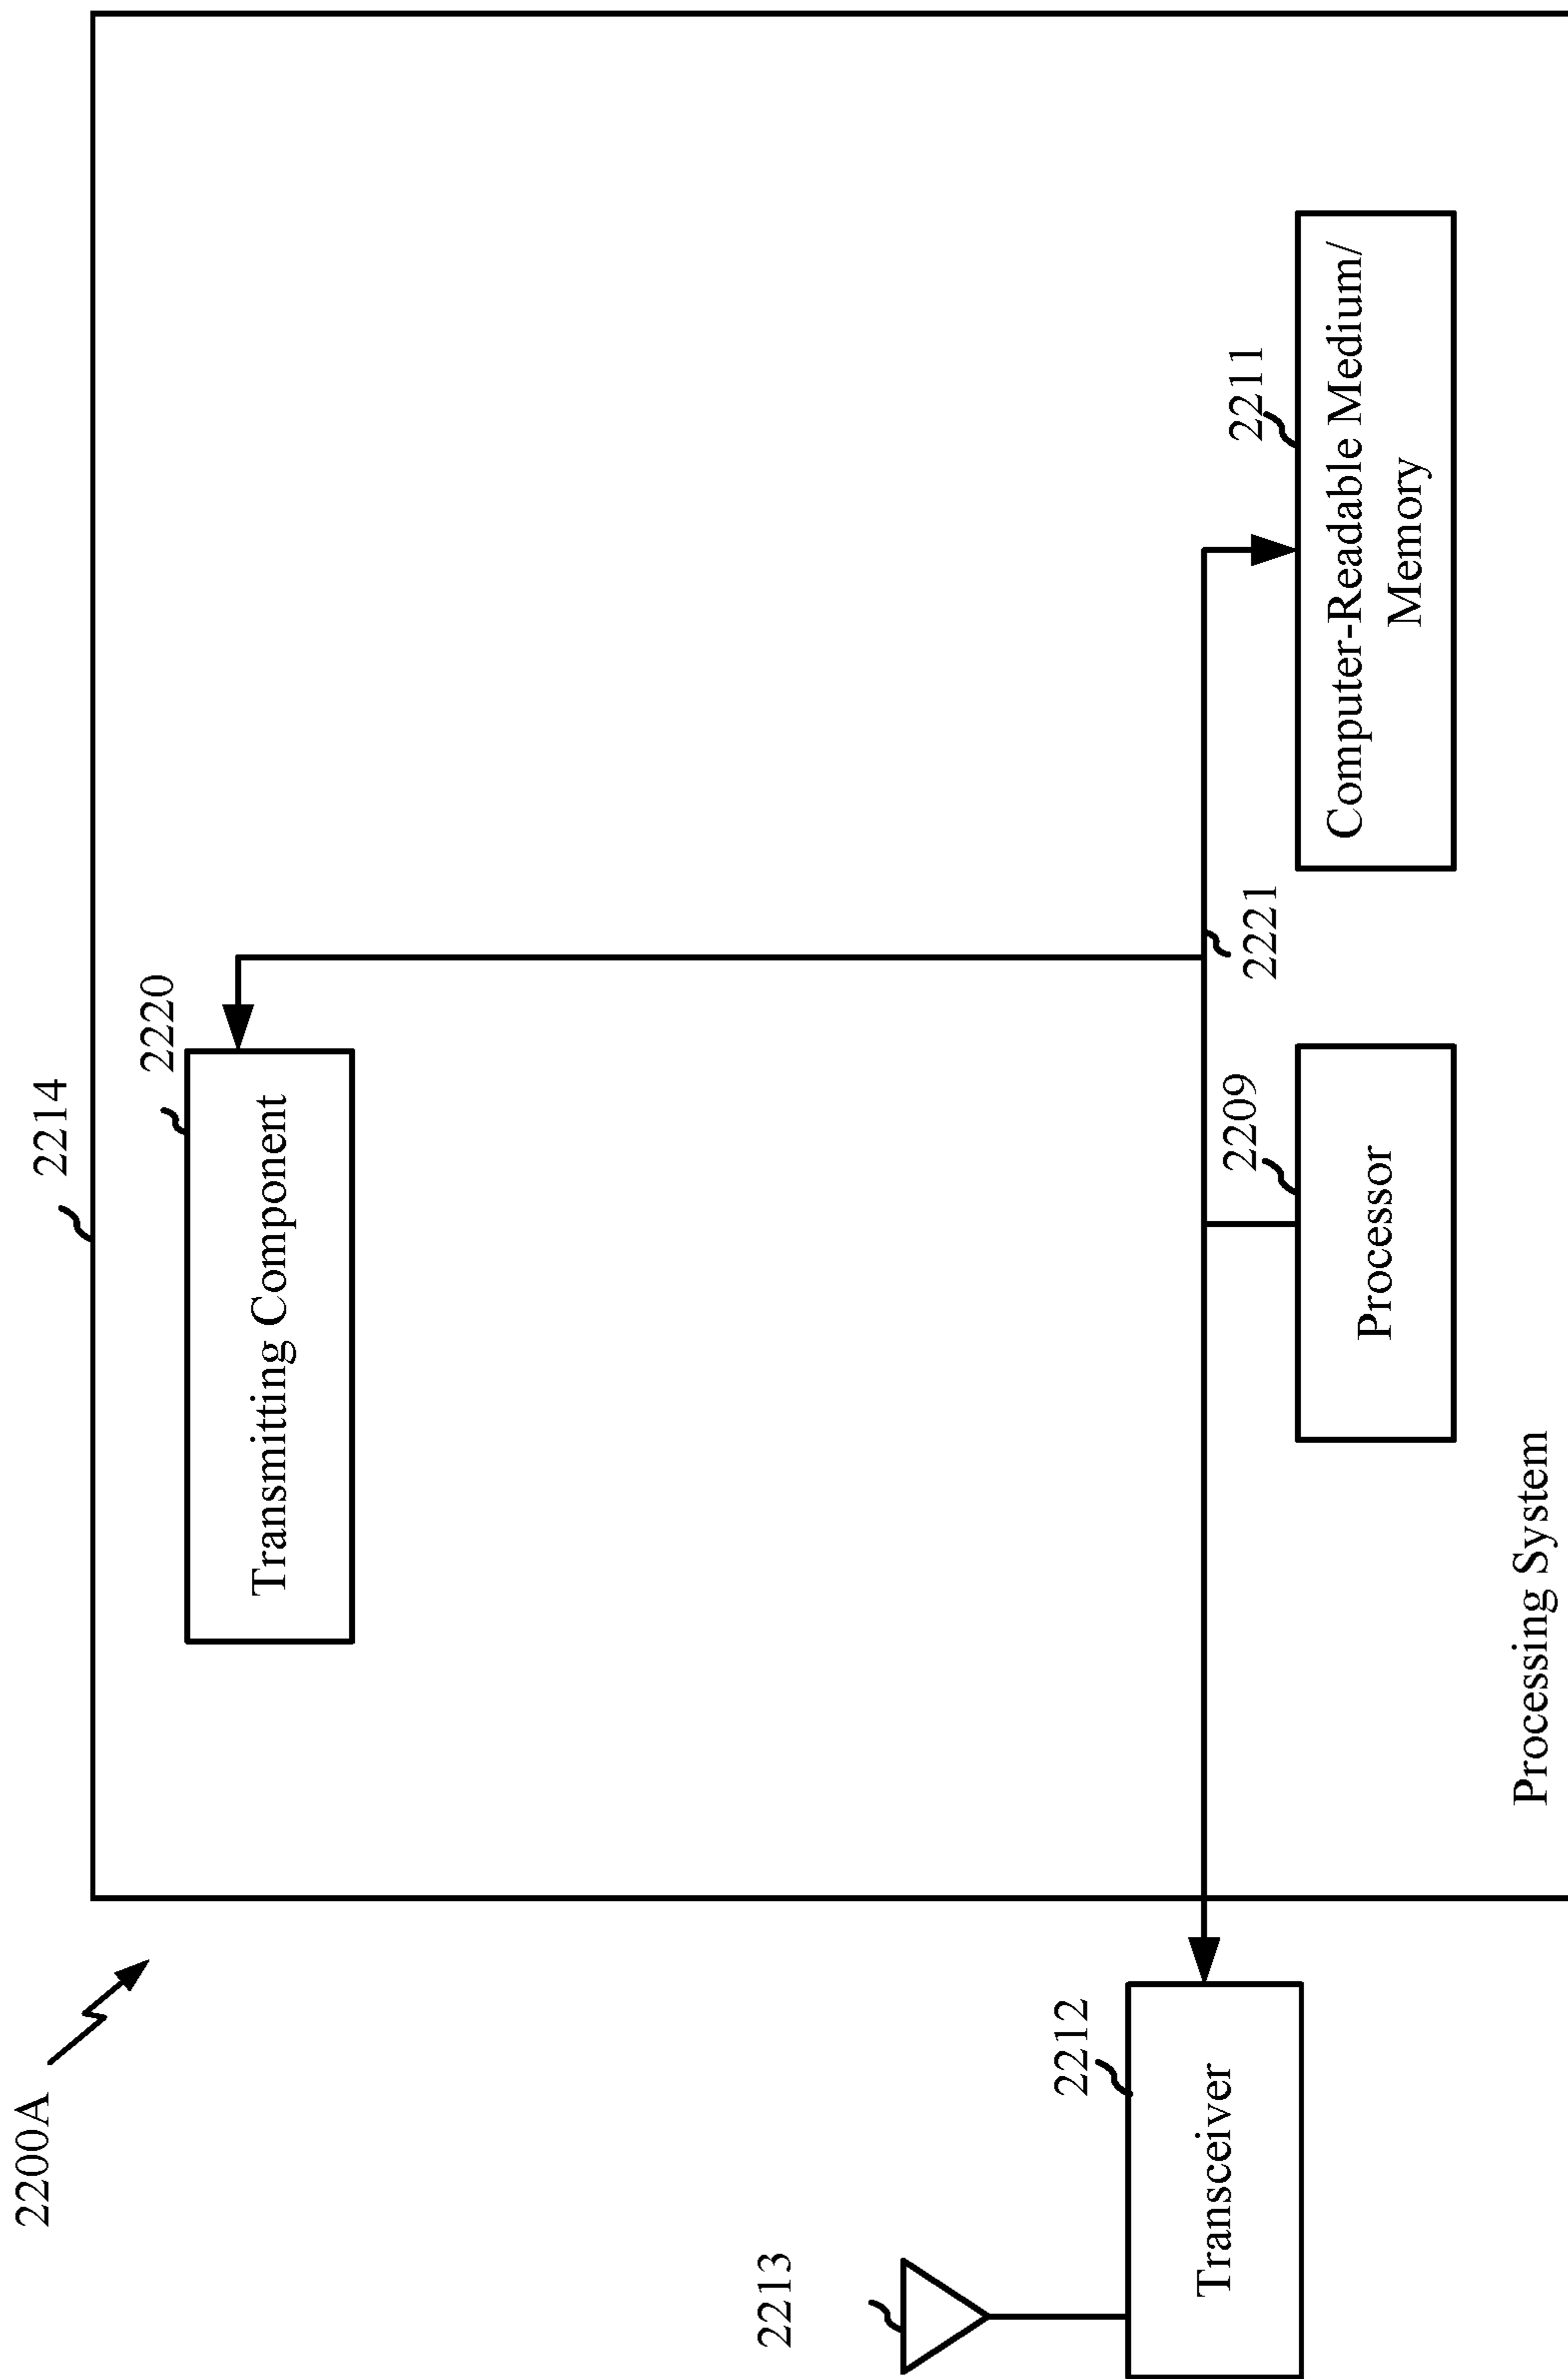 2200A
2214
2220
Transmitting Component
2213
2212
Transceiver
2221
2209
Processor
2211
Computer-Readable Medium/
Memory
Processing System